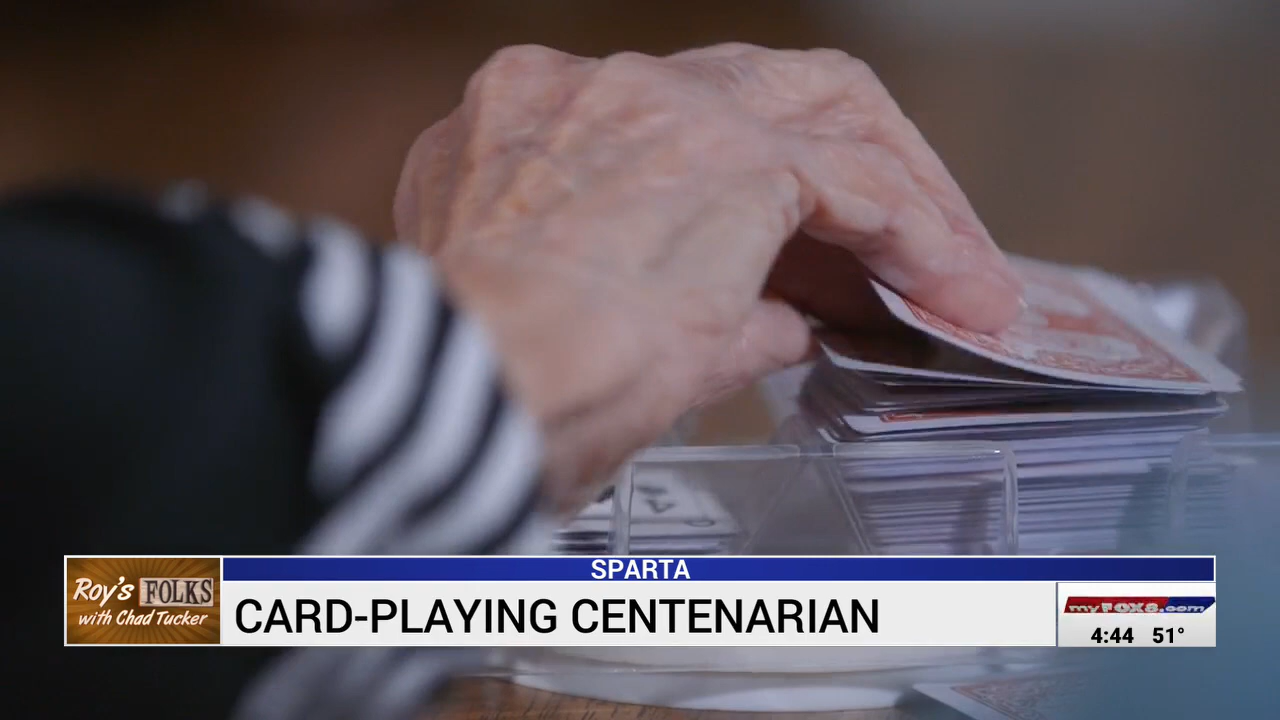 SPARTA
Roy's FOLKS
with Chad Tucker
CARD-PLAYING CENTENARIAN
myFOX8.com
4:44 51°